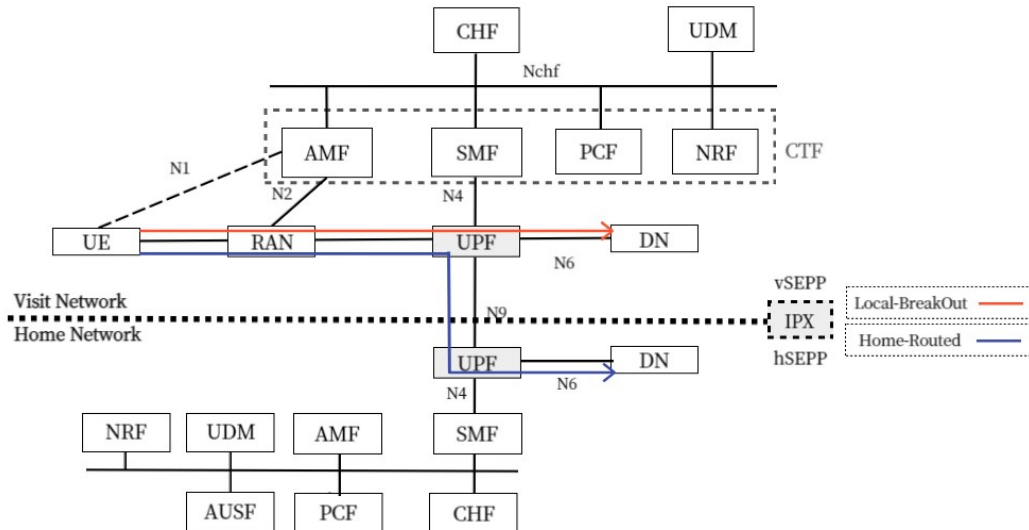 CHF
UDM
Nchf
AMF
SMF
PCF
NRF
CTF
N1
N2
N4
UE
RAN
UPF
DN
N6
Visit Network
vSEPP
Local-BreakOut
N9
IPX
Home Network
Home-Routed
hSEPP
UPF
DN
N6
N4
NRF
UDM
AMF
SMF
AUSF
PCF
CHF